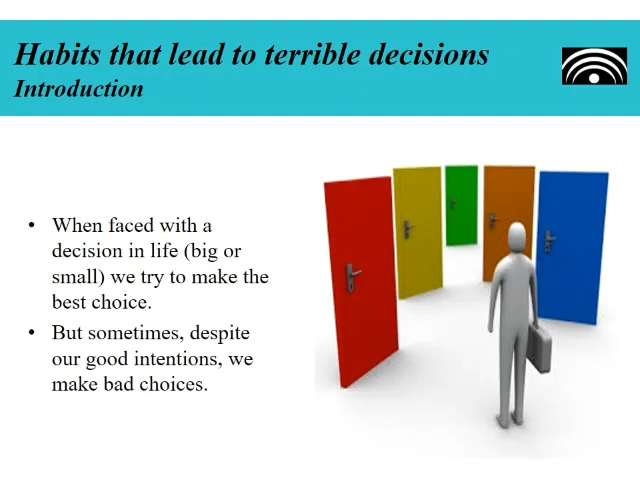 Habits that lead to terrible decisions
Introduction
• When faced with a
decision in life (big or
small) we try to make the
best choice.
• But sometimes, despite
our good intentions, we
make bad choices.